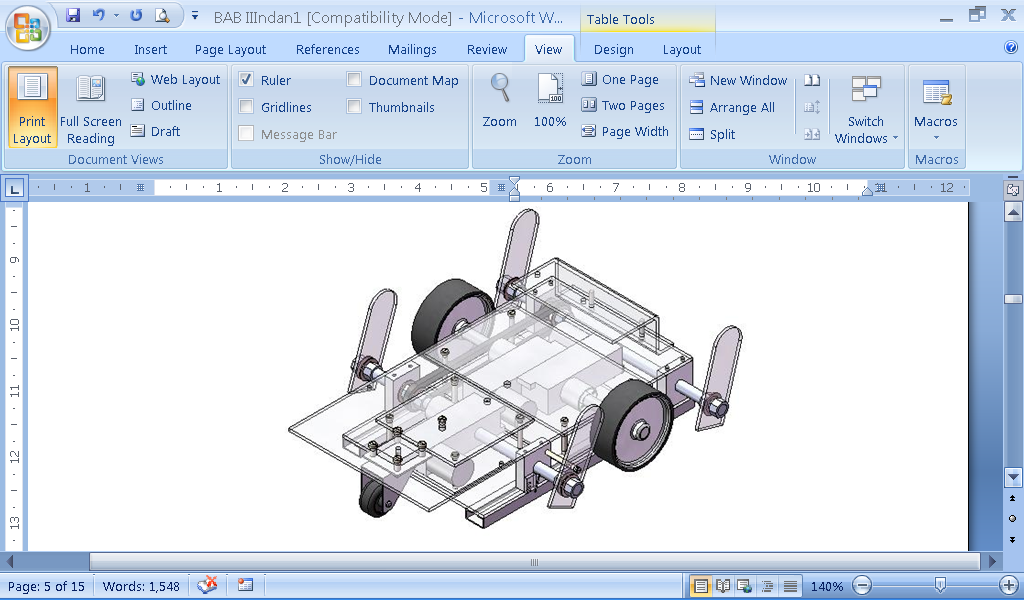 BAB IIIndan1 [Compatibility Mode] - Microsoft W...
Table Tools
Home Insert Page Layout References Mailings Review View Design Layout
Print Layout
Full Screen Reading
Web Layout
Outline
Draft
Document Views
Ruler
Gridlines
Message Bar
Document Map
Thumbnails
Show/Hide
Zoom
100
100%
One Page
Two Pages
Page Width
Zoom
New Window
Arrange All
Split
Switch Windows
Window
Macros
Macros
L
1 1 2 3 4 5 6 7 8 9 10 11 12
9
10
11
12
13
Page: 5 of 15 Words: 1,548 140%